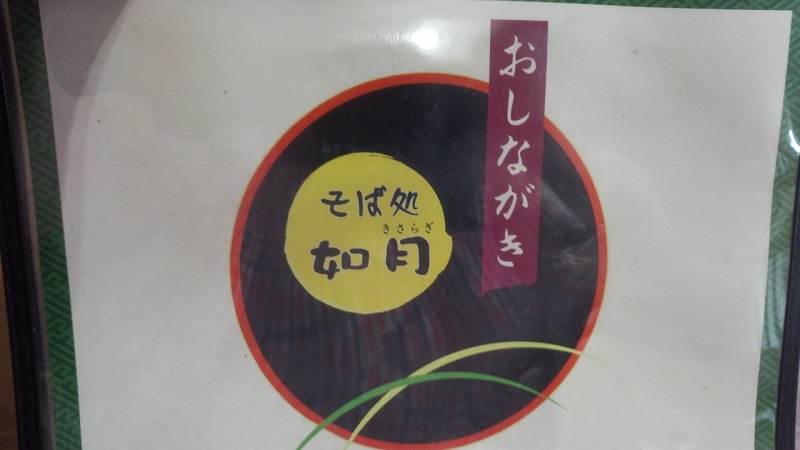 おしながき
そば処
きさらぎ
如月